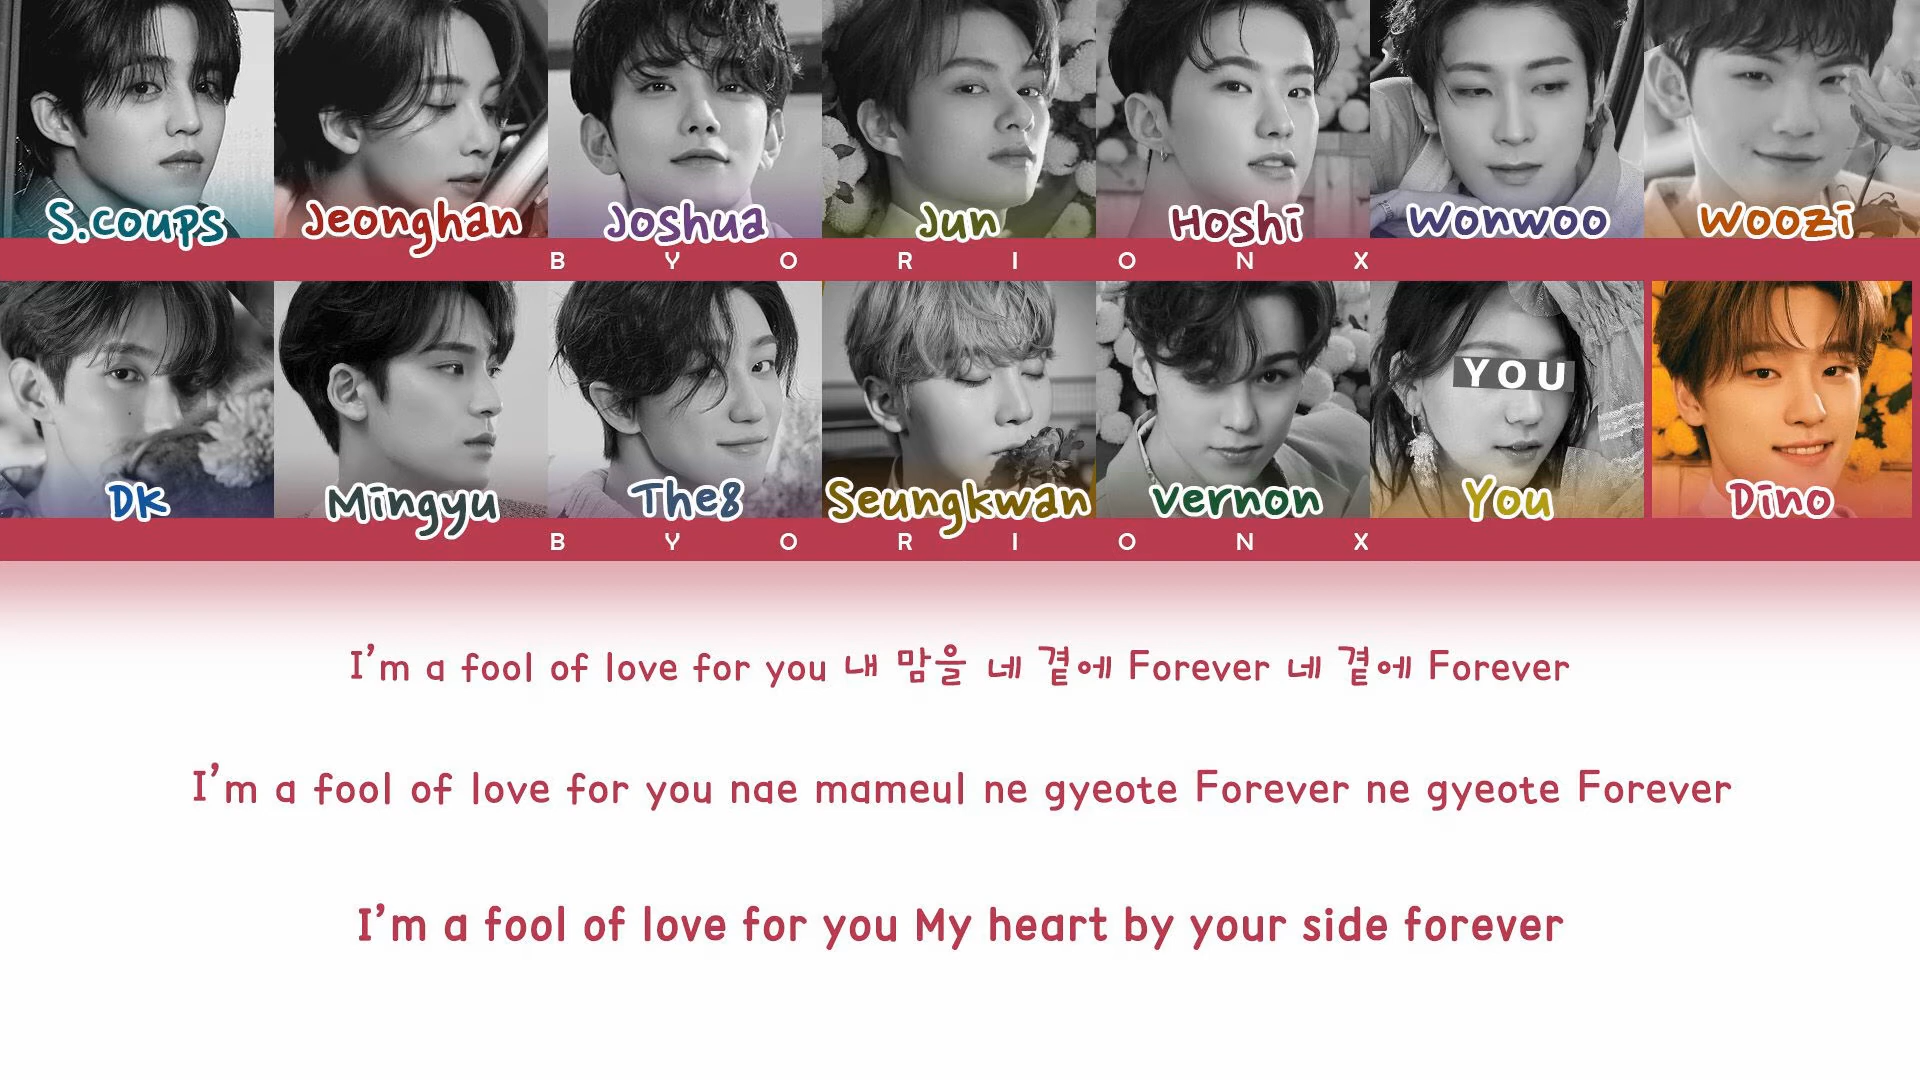 S.coups Jeonghan Joshua Jun Hoshi Wonwoo Woozi
B Y O R I O N X
YOU
DK Mingyu The8 Seungkwan vernon You Dino
B Y O R I O N X
I'm a fool of love for you 내 맘을 네 곁에 Forever 네 곁에 Forever
I'm a fool of love for you nae mameul ne gyeote Forever ne gyeote Forever
I'm a fool of love for you My heart by your side forever